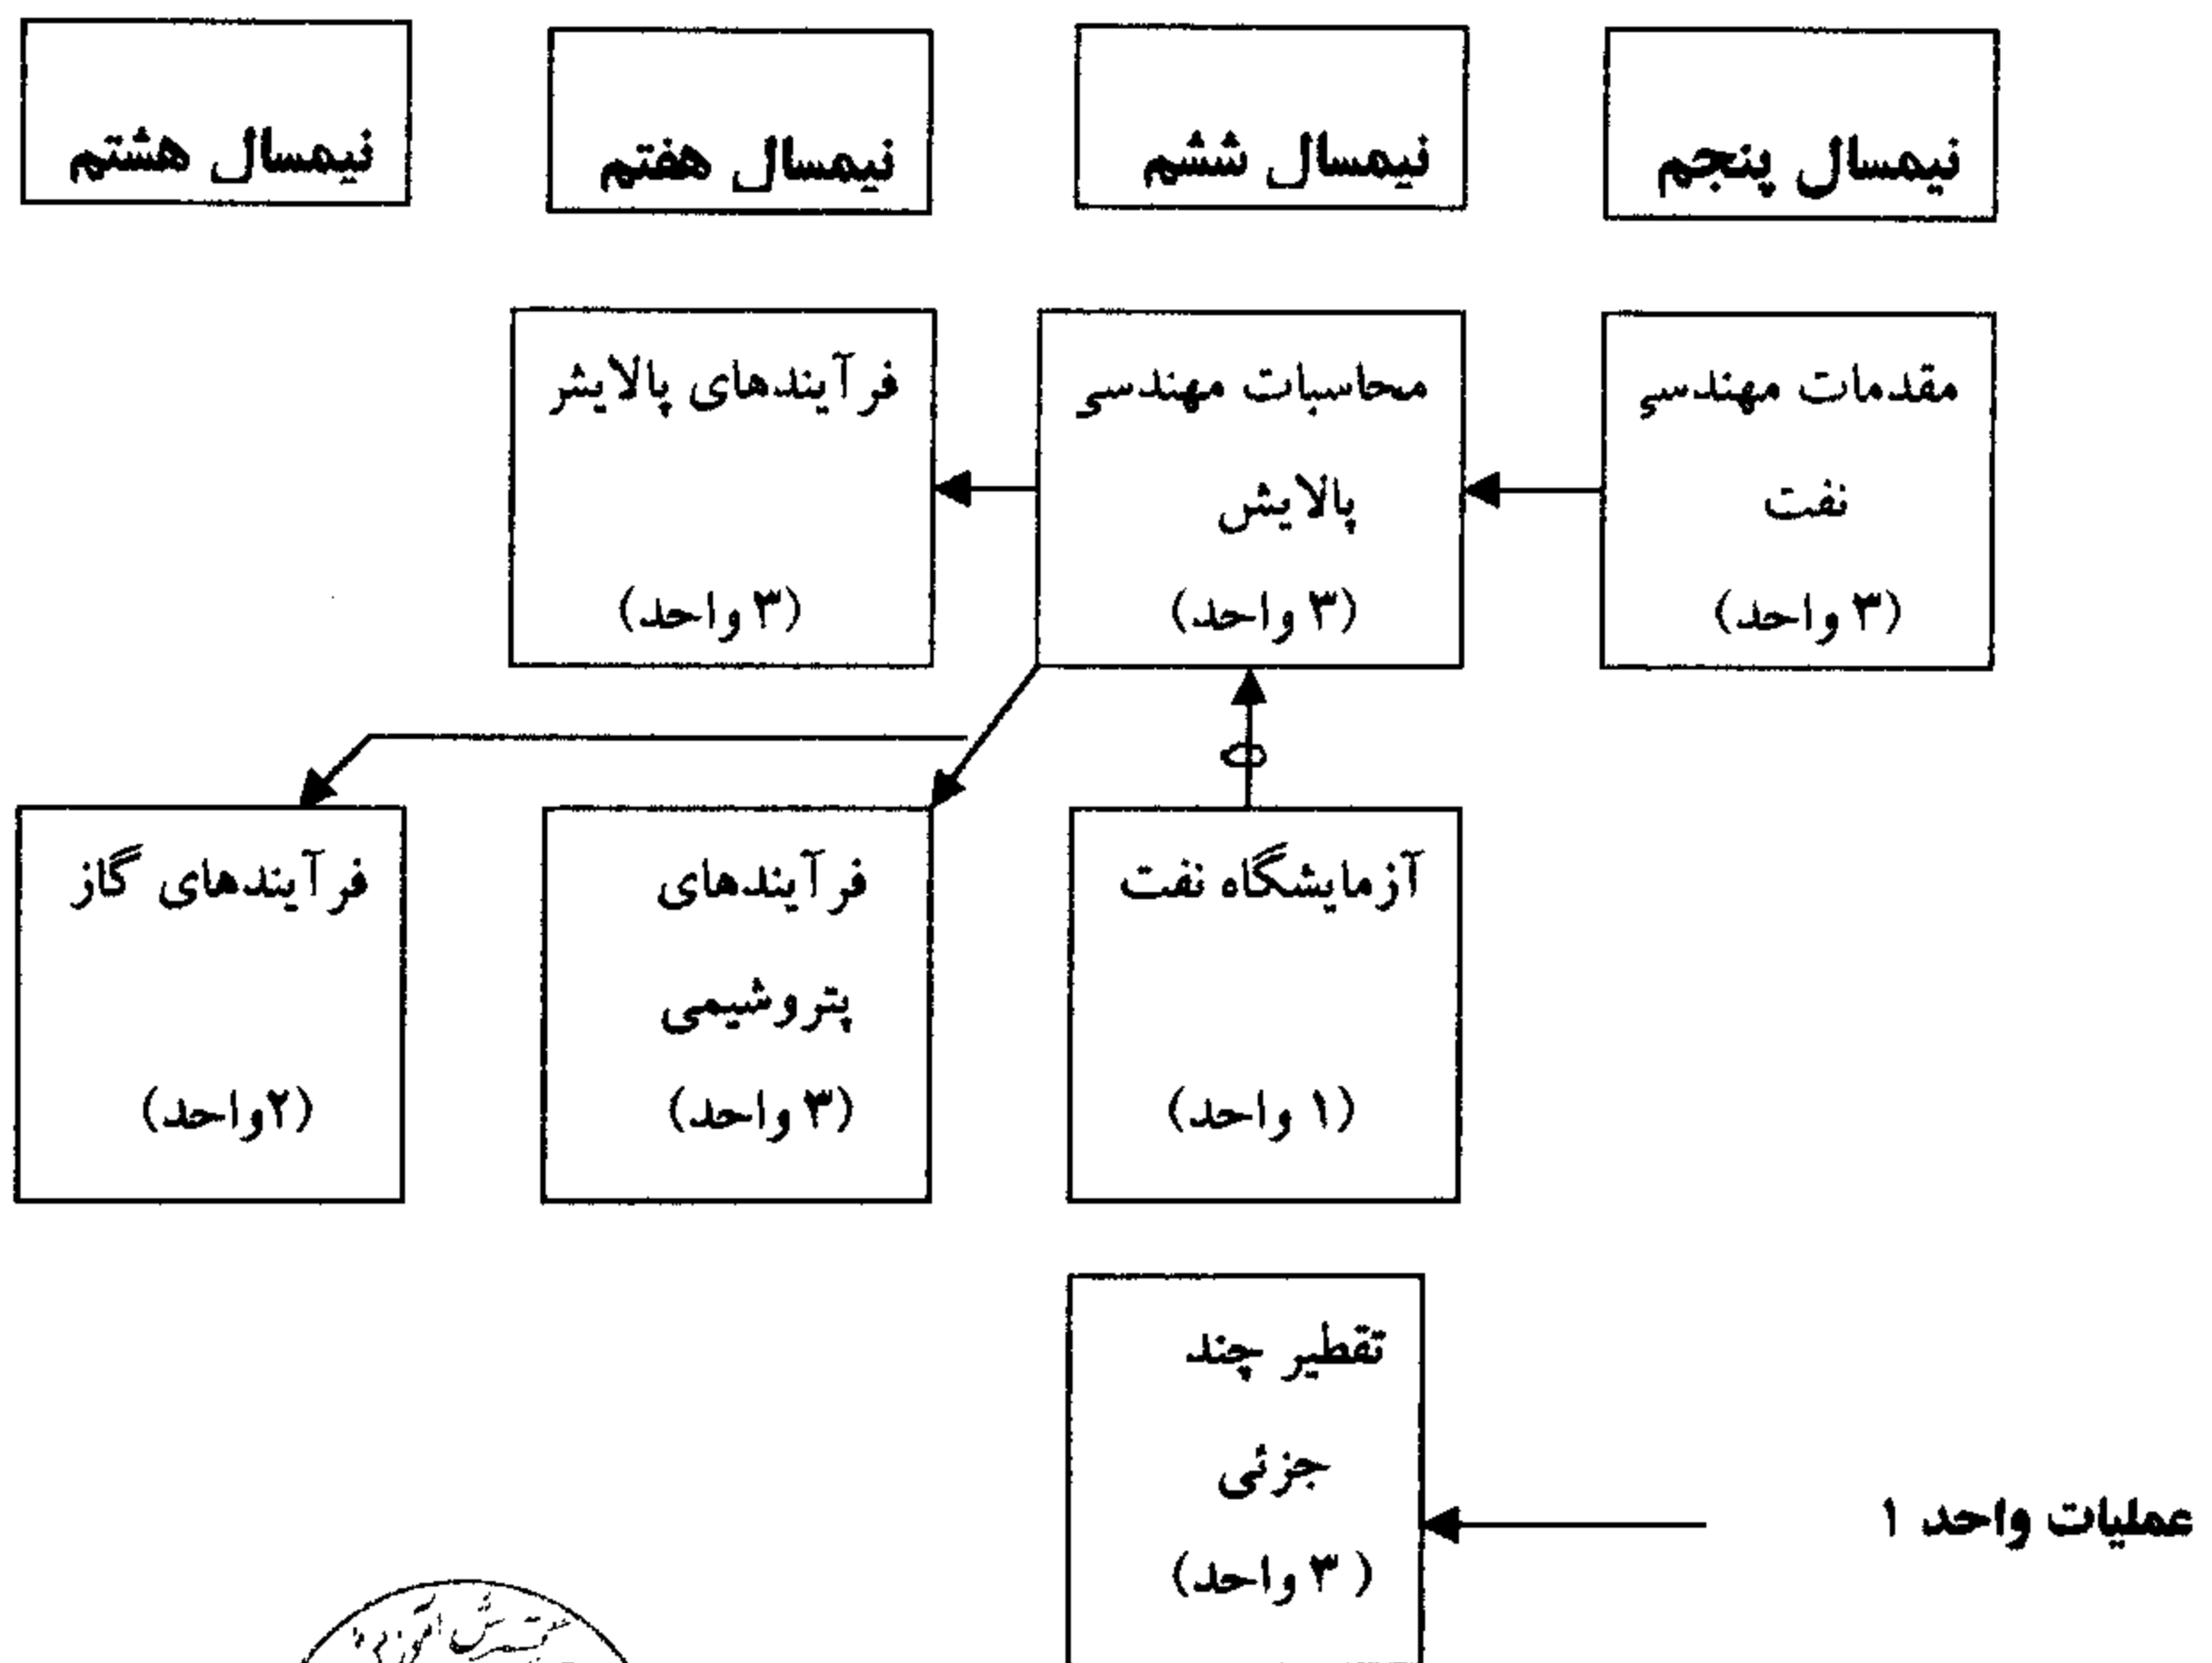 نیمسال پنجم
نیمسال ششم
نیمسال هفتم
نیمسال هشتم
مقدمات مهندسی
نفت
(۳ واحد)
محاسبات مهندسی
پالایش
(۳ واحد)
فرآیندهای پالایش
(۳ واحد)
آزمایشگاه نفت
(۱ واحد)
فرآیندهای
پتروشیمی
(۳ واحد)
فرآیندهای گاز
(۲واحد)
تقطیر چند
جزئی
( ۳ واحد)
عملیات واحد ۱